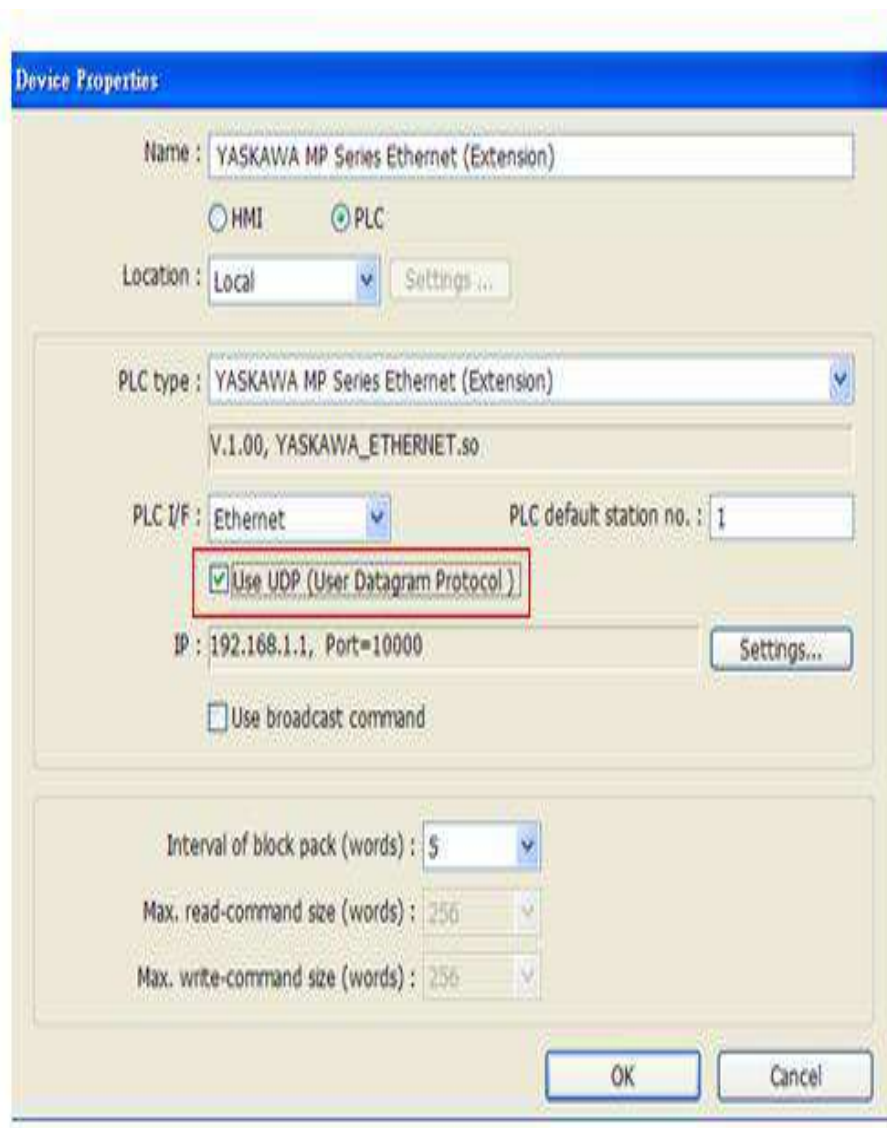 Device Properties
Name : YASKAWA MP Series Ethernet (Extension)
HMI PLC
Location : Local Settings ...
PLC type : YASKAWA MP Series Ethernet (Extension)
V.1.00, YASKAWA_ETHERNET.so
PLC I/F : Ethernet PLC default station no. : 1
Use UDP (User Datagram Protocol )
IP : 192.168.1.1, Port=10000 Settings...
Use broadcast command
Interval of block pack (words) : 5
Max. read-command size (words) : 256
Max. write-command size (words) : 256
OK Cancel